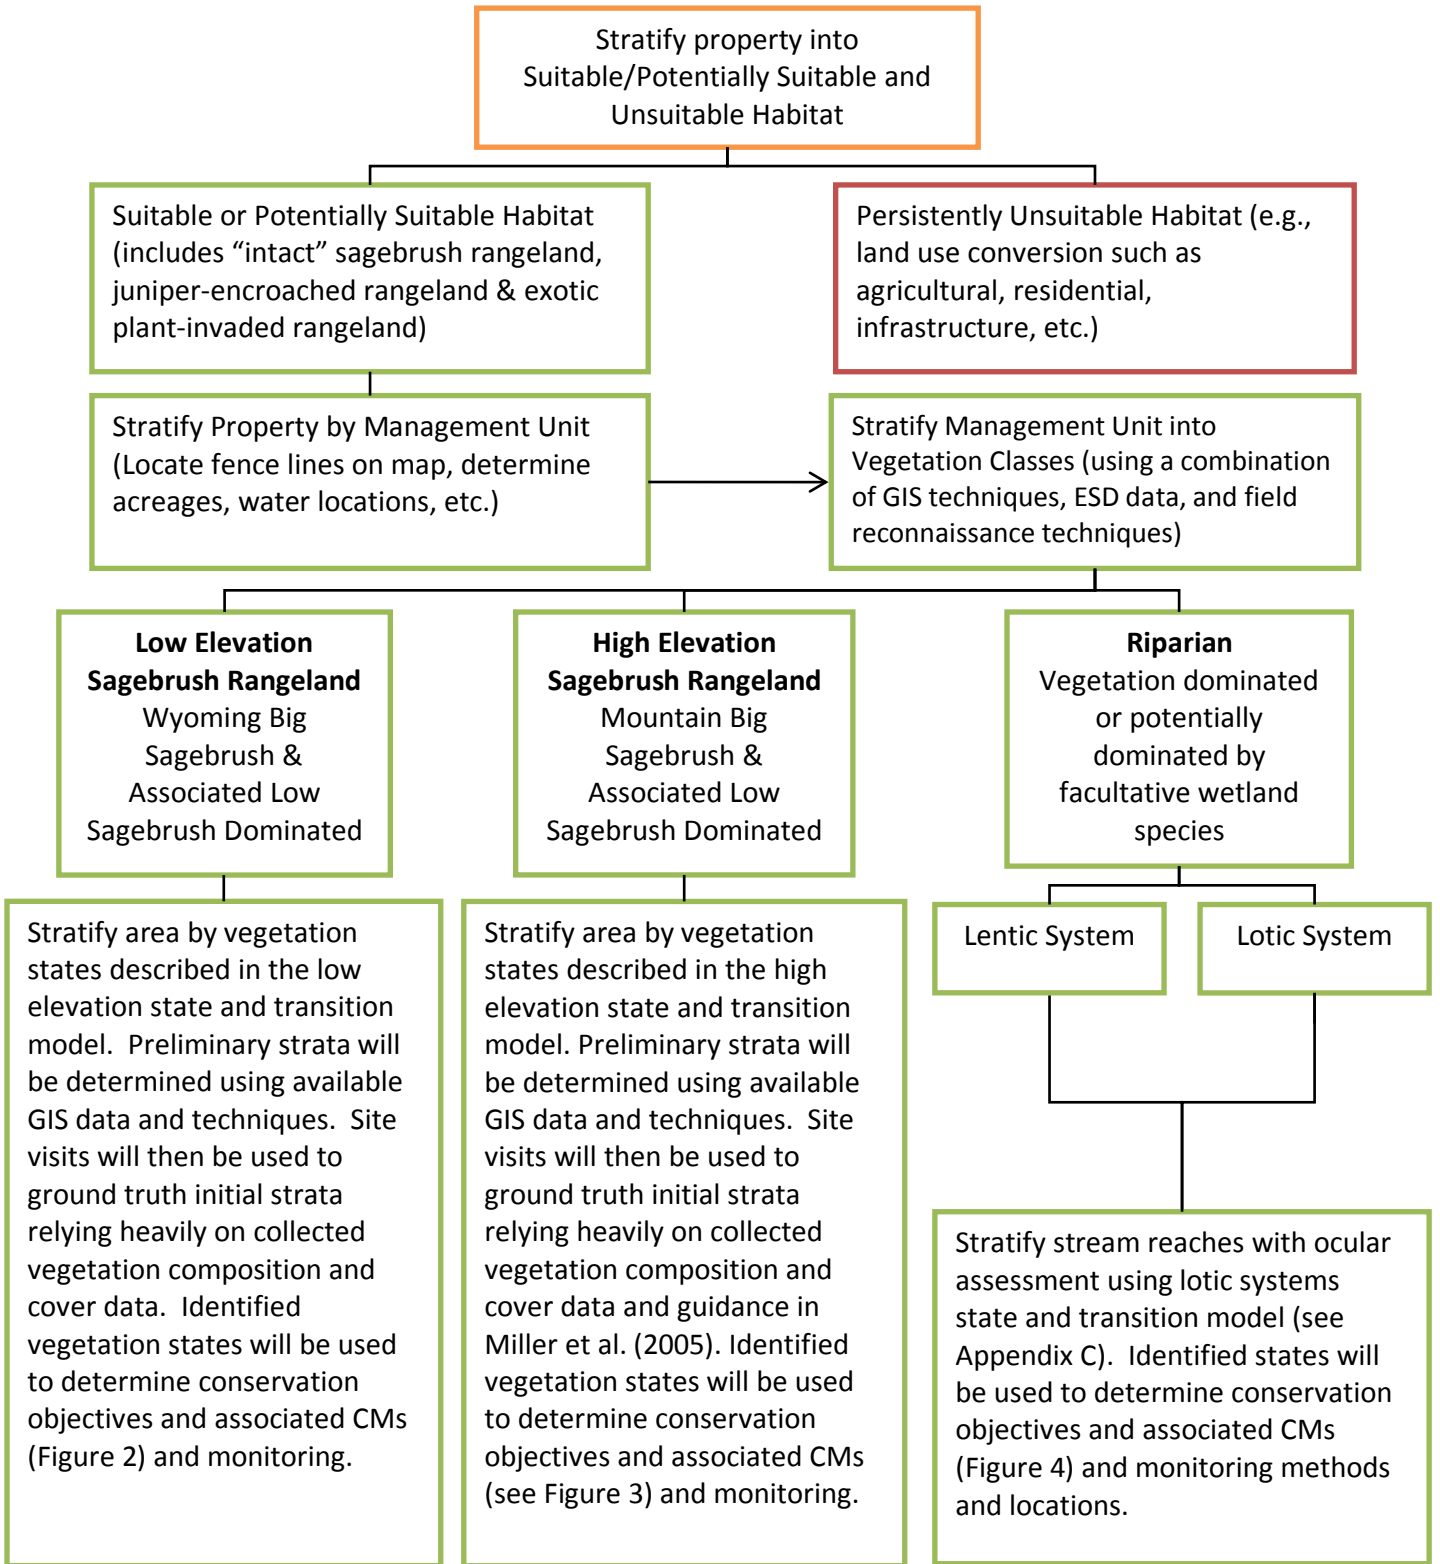 Stratify property into
Suitable/Potentially Suitable and
Unsuitable Habitat
Suitable or Potentially Suitable Habitat
(includes “intact” sagebrush rangeland,
juniper-encroached rangeland & exotic
plant-invaded rangeland)
Persistently Unsuitable Habitat (e.g.,
land use conversion such as
agricultural, residential,
infrastructure, etc.)
Stratify Property by Management Unit
(Locate fence lines on map, determine
acreages, water locations, etc.)
Stratify Management Unit into
Vegetation Classes (using a combination
of GIS techniques, ESD data, and field
reconnaissance techniques)
Low Elevation
Sagebrush Rangeland
Wyoming Big
Sagebrush &
Associated Low
Sagebrush Dominated
High Elevation
Sagebrush Rangeland
Mountain Big
Sagebrush &
Associated Low
Sagebrush Dominated
Riparian
Vegetation dominated
or potentially
dominated by
facultative wetland
species
Stratify area by vegetation
states described in the low
elevation state and transition
model.  Preliminary strata will
be determined using available
GIS data and techniques.  Site
visits will then be used to
ground truth initial strata
relying heavily on collected
vegetation composition and
cover data.  Identified
vegetation states will be used
to determine conservation
objectives and associated CMs
(Figure 2) and monitoring.
Stratify area by vegetation
states described in the high
elevation state and transition
model. Preliminary strata will
be determined using available
GIS data and techniques.  Site
visits will then be used to
ground truth initial strata
relying heavily on collected
vegetation composition and
cover data and guidance in
Miller et al. (2005). Identified
vegetation states will be used
to determine conservation
objectives and associated CMs
(see Figure 3) and monitoring.
Lentic System
Lotic System
Stratify stream reaches with ocular
assessment using lotic systems
state and transition model (see
Appendix C).  Identified states will
be used to determine conservation
objectives and associated CMs
(Figure 4) and monitoring methods
and locations.